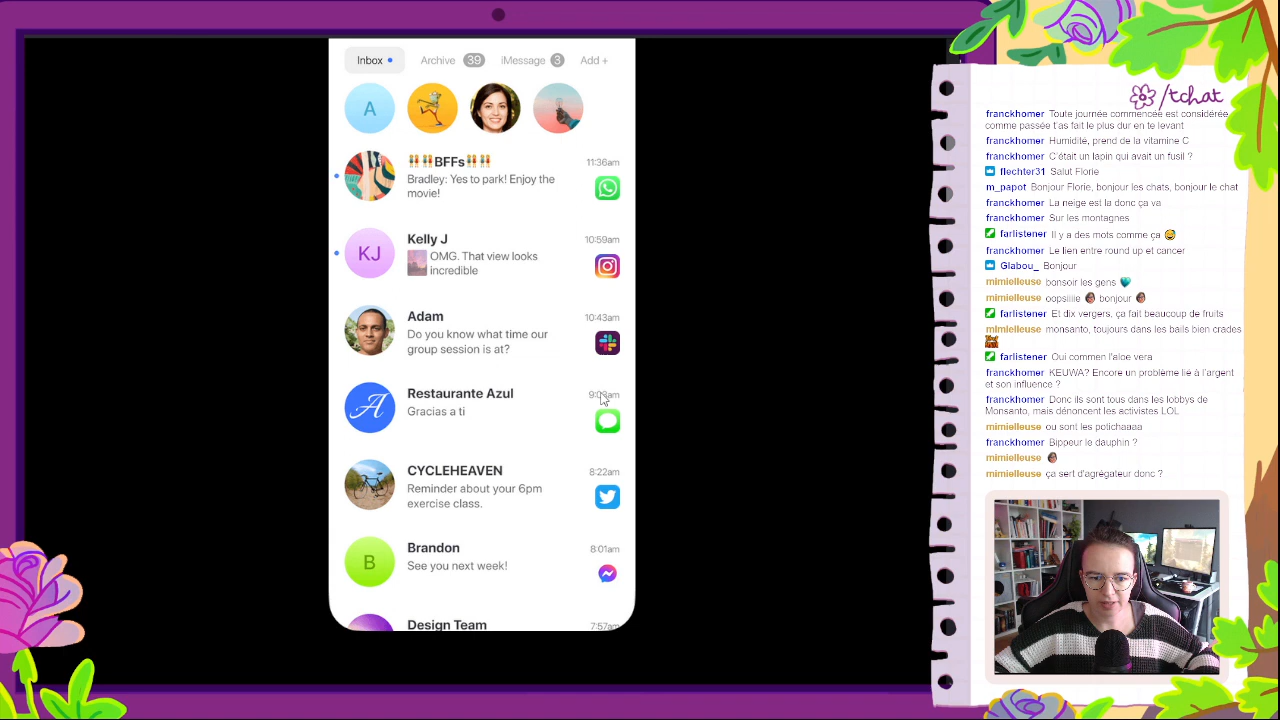 Inbox
Archive 39
iMessage 3
Add +
A
BFFs
11:36am
Bradley: Yes to park! Enjoy the
movie!
KJ
Kelly J
10:59am
OMG. That view looks
incredible
Adam
10:43am
Do you know what time our
group session is at?
A
Restaurante Azul
Gracias a ti
CYCLEHEAVEN
8:22am
Reminder about your 6pm
exercise class.
B
Brandon
8:01am
See you next week!
Design Team
7:57am
/tchat
franckhomer Toute journée commencée est considérée
comme passée t'as fait le plus dur en te levant
franckhomer Humidité, prend de la vitamine C
franckhomer C'était un lapin qui avait un fusil ?
flechter31 Salut Florie
m_papot Bonjour Florie, bonjour les chats, bonjour le chat
franckhomer La neige est la donc ça va
franckhomer Sur les montagnes
farlistener Il y a des mots comme ça
franckhomer Le lien entre round up et cancer
Glabou_ Bonjour
mimielleuse bonsoir les gens
mimielleuse oopsiiie bonjour
farlistener Et dix vergers, ça fait beaucoup de fruits
mimielleuse monsanto, toujours dans les bails bien crados
farlistener Oui commen l'aloe vera
franckhomer KEUWA? Encore un problème lié à l'argent
et son influence ?
franckhomer Donc ils sont tous dans les lobbys de
Monsanto, mais dénoncent les activistes LOL
mimielleuse ou sont les potichaaaa
franckhomer Bippeur le dauphin ?
mimielleuse
mimielleuse ça sert d'agrégateur donc ?